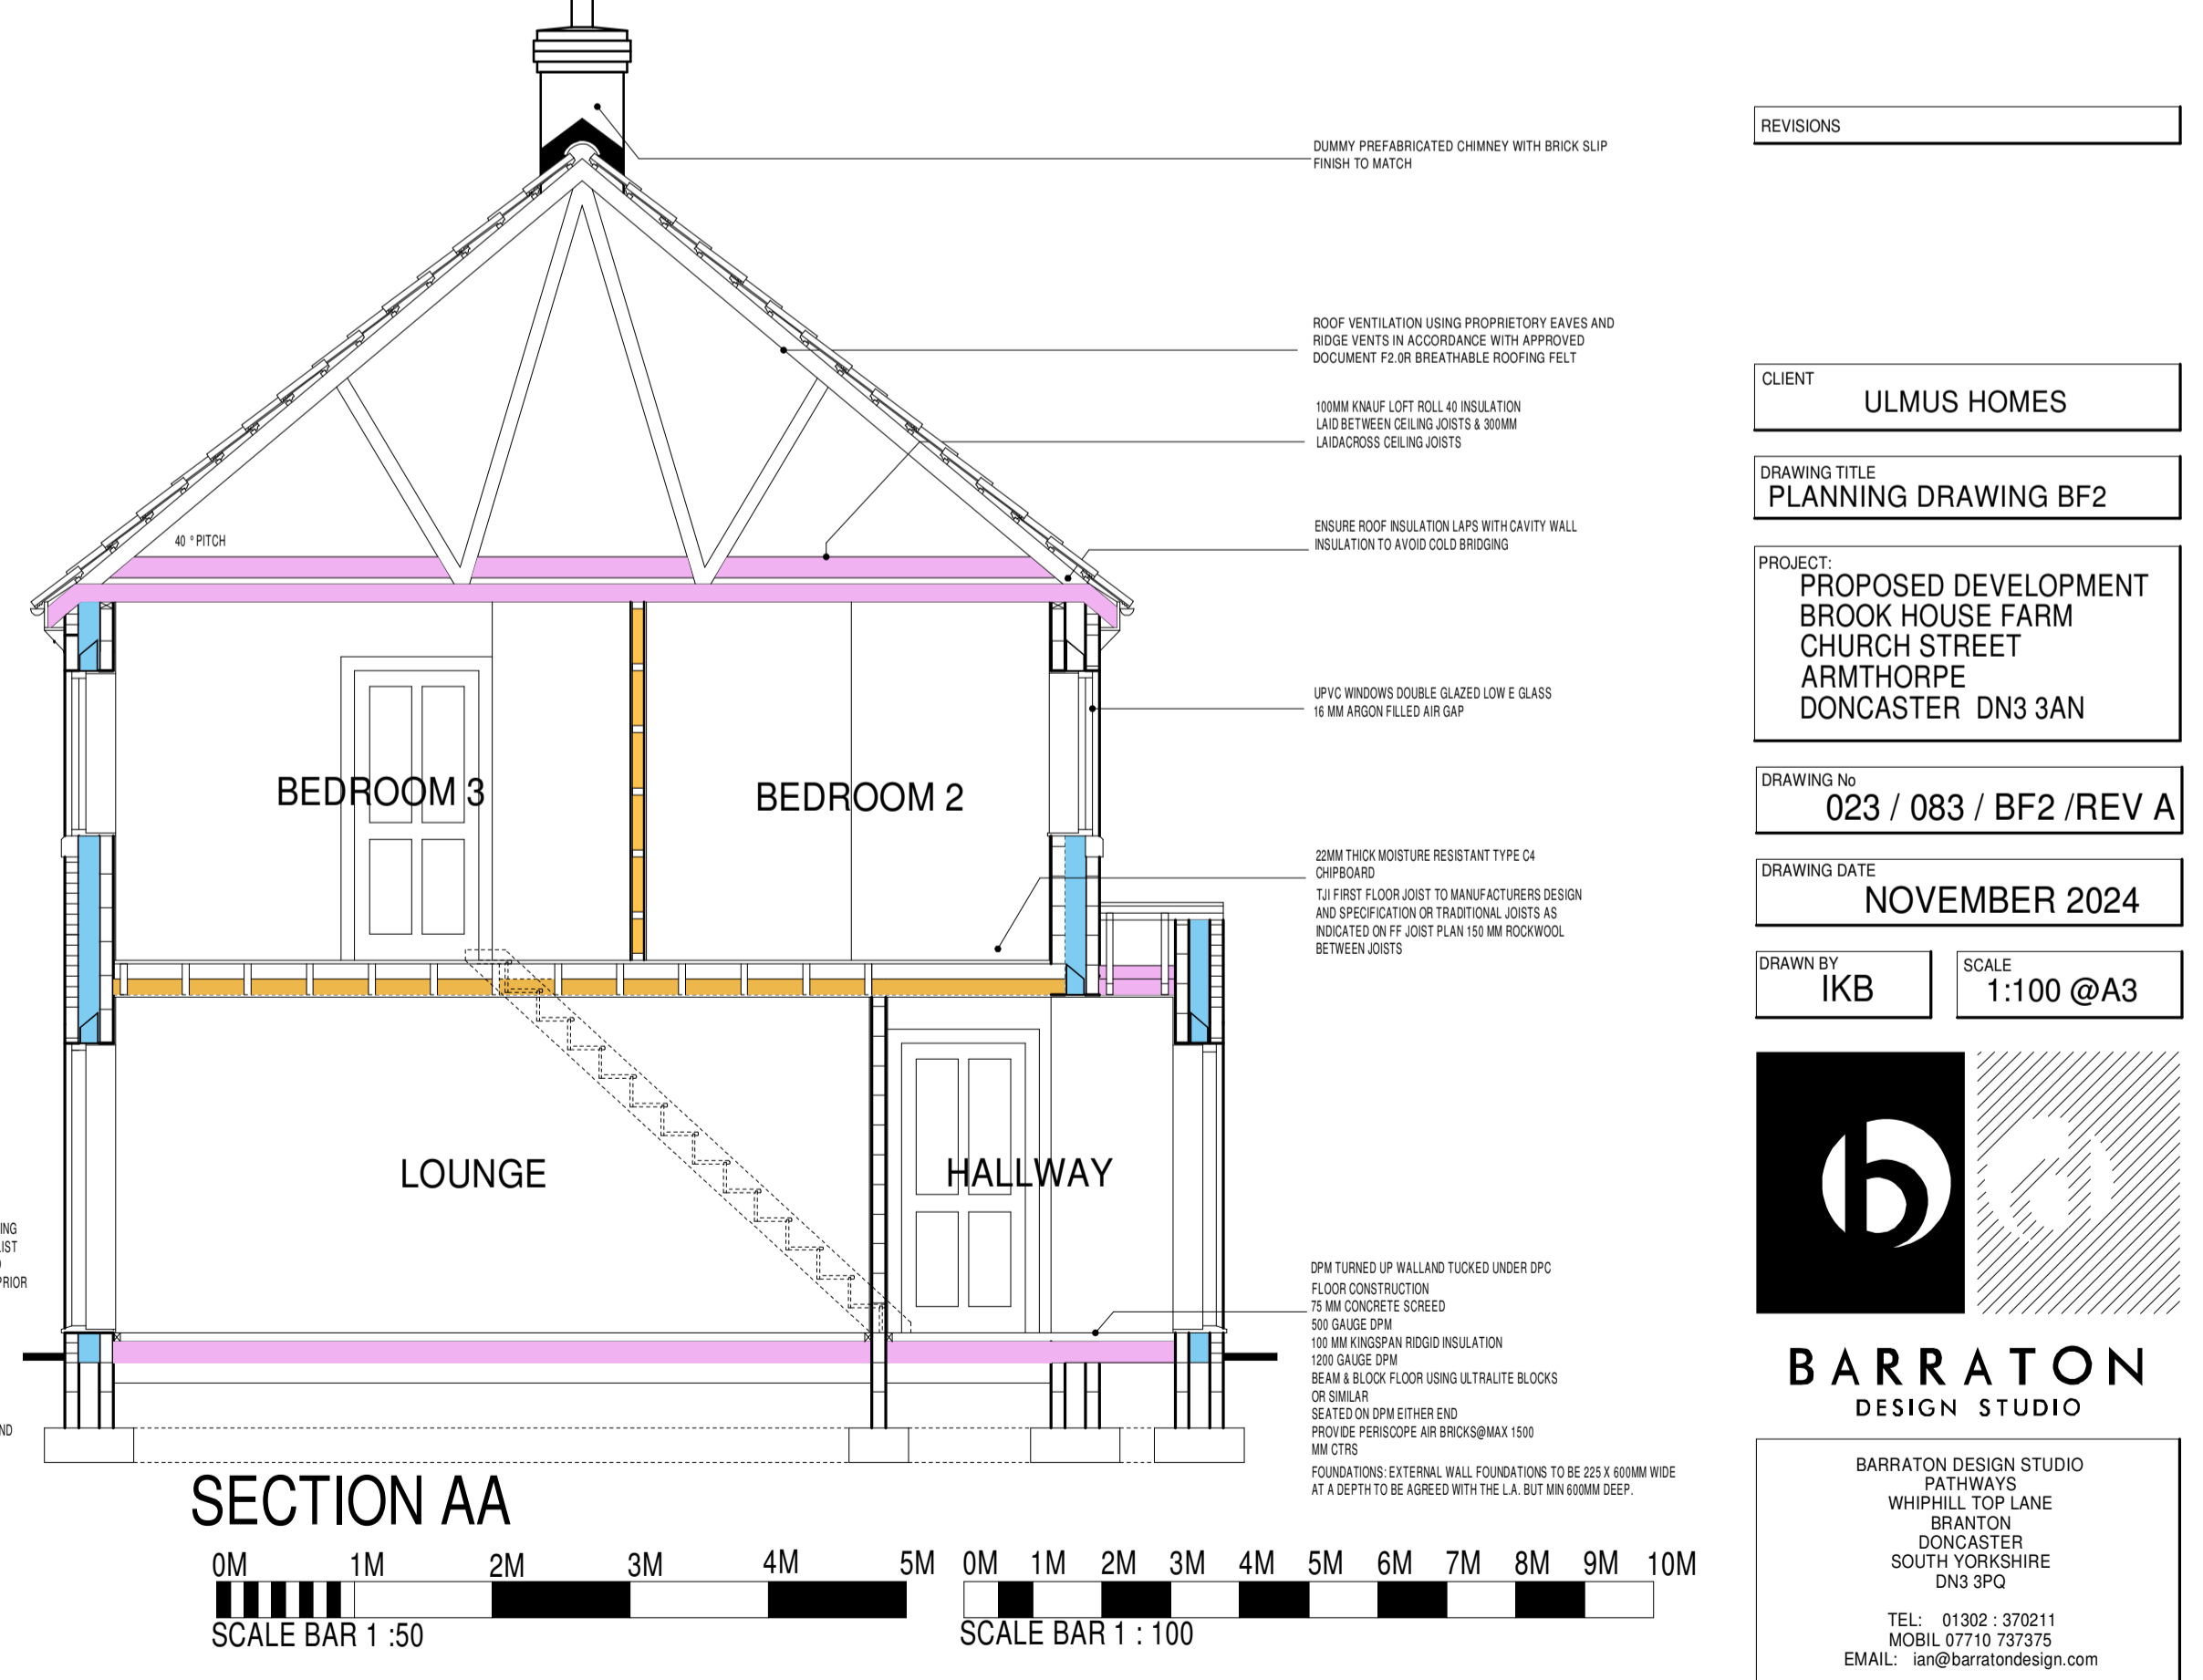 DUMMY PREFABRICATED CHIMNEY WITH BRICK SLIP
FINISH TO MATCH
ROOF VENTILATION USING PROPRIETORY EAVES AND
RIDGE VENTS IN ACCORDANCE WITH APPROVED
DOCUMENT F2.0R BREATHABLE ROOFING FELT
100MM KNAUF LOFT ROLL 40 INSULATION
LAID BETWEEN CEILING JOISTS & 300MM
LAIDACROSS CEILING JOISTS
40 ° PITCH
ENSURE ROOF INSULATION LAPS WITH CAVITY WALL
INSULATION TO AVOID COLD BRIDGING
UPVC WINDOWS DOUBLE GLAZED LOW E GLASS
16 MM ARGON FILLED AIR GAP
BEDROOM 3
BEDROOM 2
22MM THICK MOISTURE RESISTANT TYPE C4
CHIPBOARD
TJI FIRST FLOOR JOIST TO MANUFACTURERS DESIGN
AND SPECIFICATION OR TRADITIONAL JOISTS AS
INDICATED ON FF JOIST PLAN 150 MM ROCKWOOL
BETWEEN JOISTS
LOUNGE
HALLWAY
ING
IST
)
PRIOR
ND
DPM TURNED UP WALLAND TUCKED UNDER DPC
FLOOR CONSTRUCTION
75 MM CONCRETE SCREED
500 GAUGE DPM
100 MM KINGSPAN RIDGID INSULATION
1200 GAUGE DPM
BEAM & BLOCK FLOOR USING ULTRALITE BLOCKS
OR SIMILAR
SEATED ON DPM EITHER END
PROVIDE PERISCOPE AIR BRICKS@MAX 1500
MM CTRS
FOUNDATIONS: EXTERNAL WALL FOUNDATIONS TO BE 225 X 600MM WIDE
AT A DEPTH TO BE AGREED WITH THE L.A. BUT MIN 600MM DEEP.
SECTION AA
0M 1M 2M 3M 4M 5M
SCALE BAR 1 :50
0M 1M 2M 3M 4M 5M 6M 7M 8M 9M 10M
SCALE BAR 1 : 100
REVISIONS
CLIENT
ULMUS HOMES
DRAWING TITLE
PLANNING DRAWING BF2
PROJECT:
PROPOSED DEVELOPMENT
BROOK HOUSE FARM
CHURCH STREET
ARMTHORPE
DONCASTER DN3 3AN
DRAWING No
023 / 083 / BF2 /REV A
DRAWING DATE
NOVEMBER 2024
DRAWN BY
IKB
SCALE
1:100 @A3
BARRATON
DESIGN STUDIO
BARRATON DESIGN STUDIO
PATHWAYS
WHIPHILL TOP LANE
BRANTON
DONCASTER
SOUTH YORKSHIRE
DN3 3PQ
TEL: 01302 : 370211
MOBIL 07710 737375
EMAIL: ian@barratondesign.com